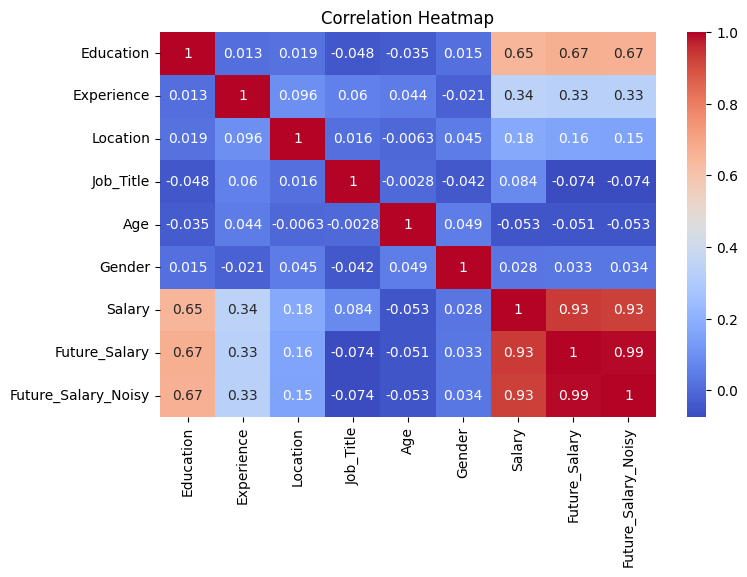 Correlation Heatmap
Education 1 0.013 0.019 -0.048 -0.035 0.015 0.65 0.67 0.67
Experience 0.013 1 0.096 0.06 0.044 -0.021 0.34 0.33 0.33
Location 0.019 0.096 1 0.016 -0.0063 0.045 0.18 0.16 0.15
Job_Title -0.048 0.06 0.016 1 -0.0028 -0.042 0.084 -0.074 -0.074
Age -0.035 0.044 -0.0063 -0.0028 1 0.049 -0.053 -0.051 -0.053
Gender 0.015 -0.021 0.045 -0.042 0.049 1 0.028 0.033 0.034
Salary 0.65 0.34 0.18 0.084 -0.053 0.028 1 0.93 0.93
Future_Salary 0.67 0.33 0.16 -0.074 -0.051 0.033 0.93 1 0.99
Future_Salary_Noisy 0.67 0.33 0.15 -0.074 -0.053 0.034 0.93 0.99 1
Education
Experience
Location
Job_Title
Age
Gender
Salary
Future_Salary
Future_Salary_Noisy
1.0
0.8
0.6
0.4
0.2
0.0